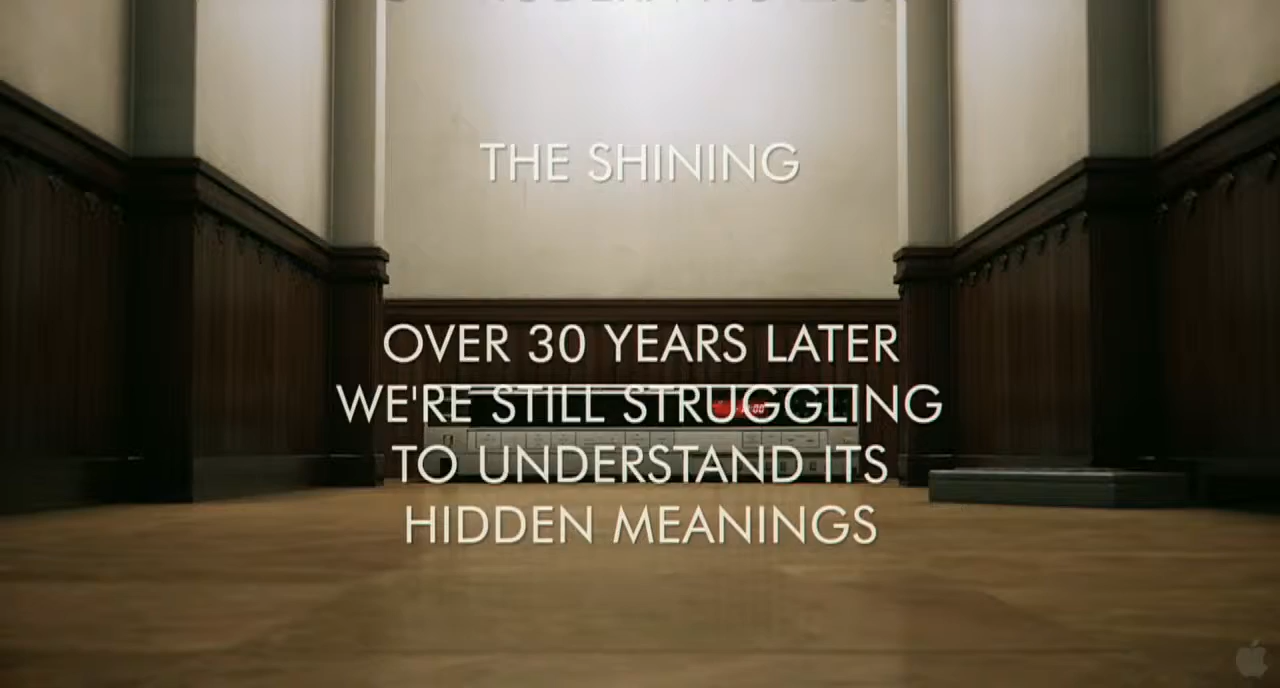 THE SHINING
OVER 30 YEARS LATER
WE'RE STILL STRUGGLING
TO UNDERSTAND ITS
HIDDEN MEANINGS